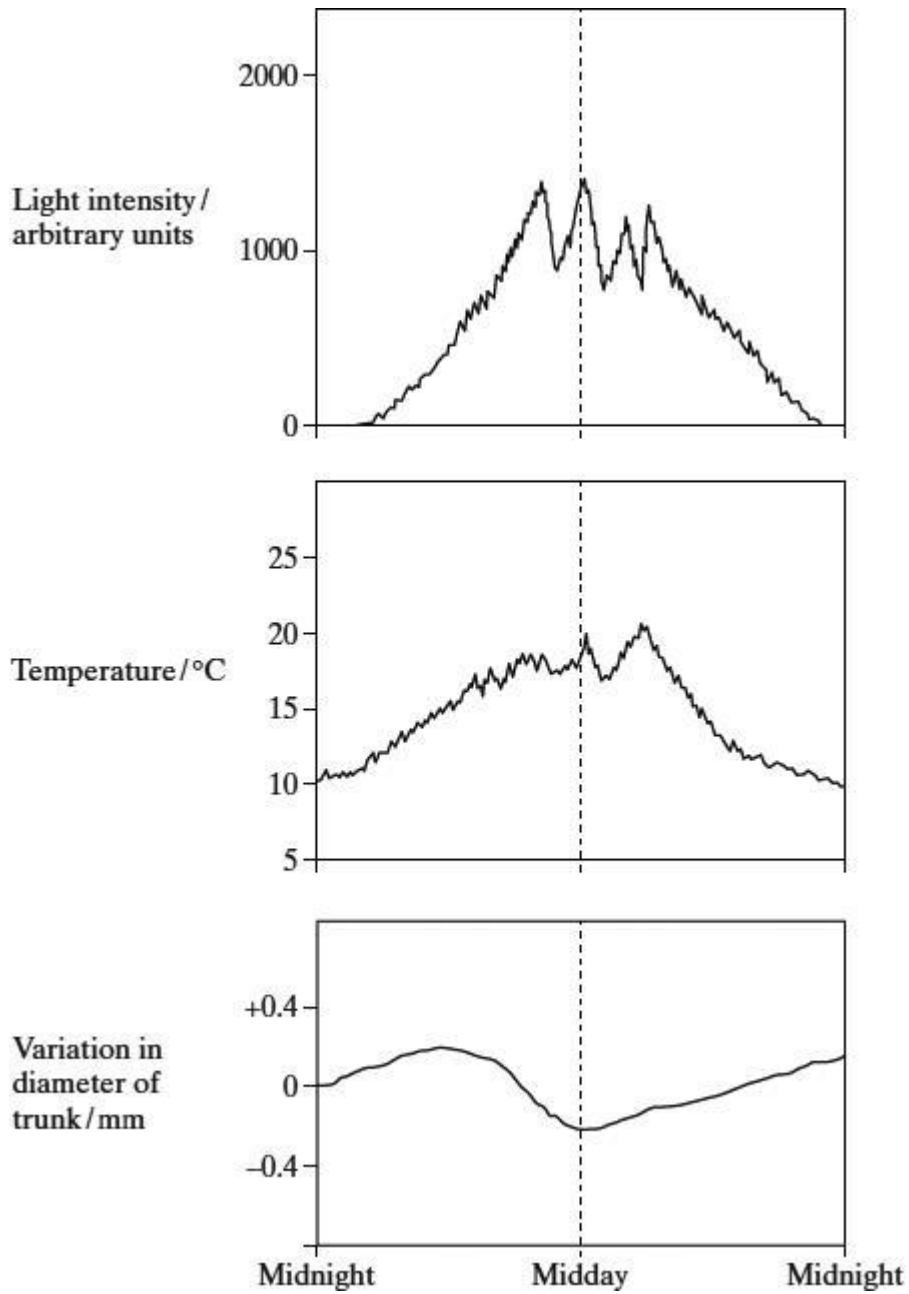 2000
Light intensity /
arbitrary units
1000
0
25
20
Temperature / °C
15
10
5
+0.4
Variation in
diameter of
trunk / mm
0
–0.4
Midnight Midday Midnight